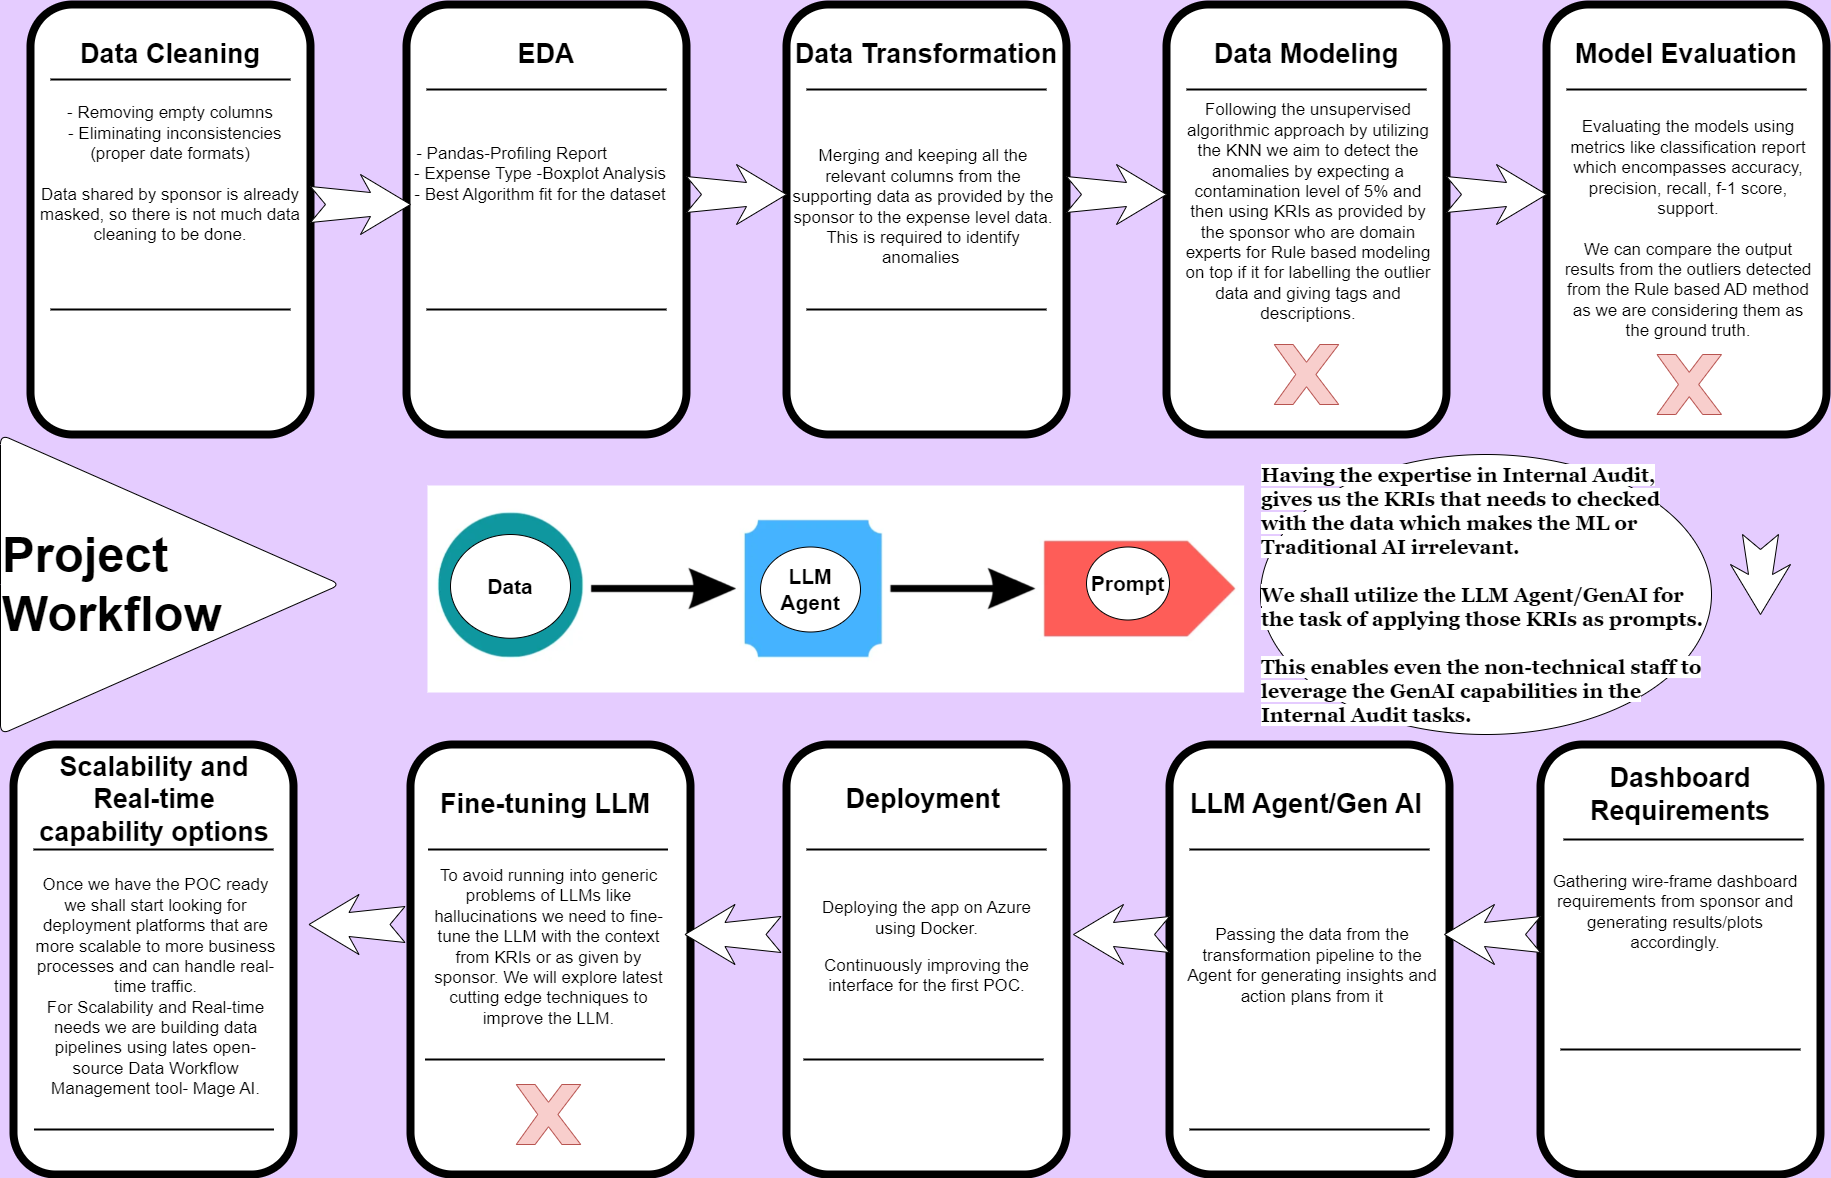 Data Cleaning
- Removing empty columns
- Eliminating inconsistencies
(proper date formats)
Data shared by sponsor is already
masked, so there is not much data
cleaning to be done.
EDA
- Pandas-Profiling Report
- Expense Type -Boxplot Analysis
- Best Algorithm fit for the dataset
Data Transformation
Merging and keeping all the
relevant columns from the
supporting data as provided by the
sponsor to the expense level data.
This is required to identify
anomalies
Data Modeling
Following the unsupervised
algorithmic approach by utilizing
the KNN we aim to detect the
anomalies by expecting a
contamination level of 5% and
then using KRIs as provided by
the sponsor who are domain
experts for Rule based modeling
on top if it for labelling the outlier
data and giving tags and
descriptions.
Model Evaluation
Evaluating the models using
metrics like classification report
which encompasses accuracy,
precision, recall, f-1 score,
support.
We can compare the output
results from the outliers detected
from the Rule based AD method
as we are considering them as
the ground truth.
Project
Workflow
Data
LLM
Agent
Prompt
Having the expertise in Internal Audit,
gives us the KRIs that needs to checked
with the data which makes the ML or
Traditional AI irrelevant.
We shall utilize the LLM Agent/GenAI for
the task of applying those KRIs as prompts.
This enables even the non-technical staff to
leverage the GenAI capabilities in the
Internal Audit tasks.
Scalability and
Real-time
capability options
Once we have the POC ready
we shall start looking for
deployment platforms that are
more scalable to more business
processes and can handle real-
time traffic.
For Scalability and Real-time
needs we are building data
pipelines using lates open-
source Data Workflow
Management tool- Mage AI.
Fine-tuning LLM
To avoid running into generic
problems of LLMs like
hallucinations we need to fine-
tune the LLM with the context
from KRIs or as given by
sponsor. We will explore latest
cutting edge techniques to
improve the LLM.
Deployment
Deploying the app on Azure
using Docker.
Continuously improving the
interface for the first POC.
LLM Agent/Gen AI
Passing the data from the
transformation pipeline to the
Agent for generating insights and
action plans from it
Dashboard
Requirements
Gathering wire-frame dashboard
requirements from sponsor and
generating results/plots
accordingly.